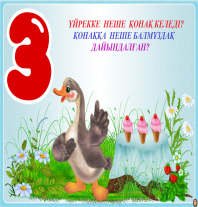 3
ҮЙРЕККЕ НЕШЕ ҚОНАҚ КЕЛЕДІ?
ҚОНАҚҚА НЕШЕ БАЛМҰЗДАҚ
ДАЙЫНДАЛҒАН?